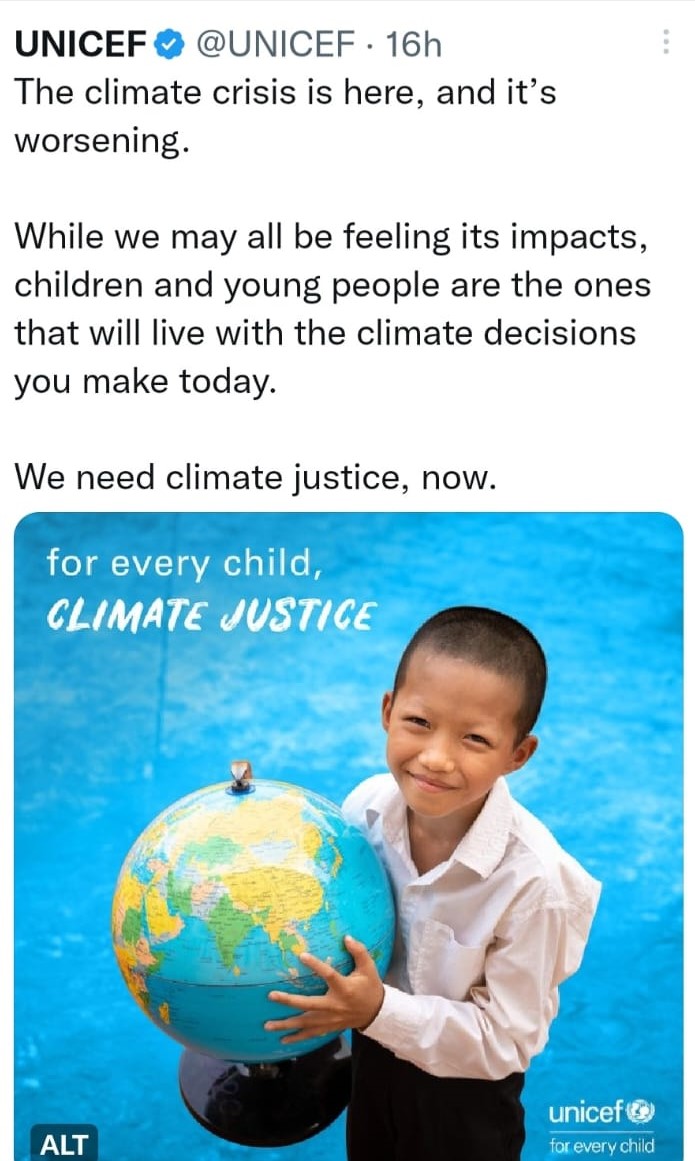 UNICEF @UNICEF · 16h
The climate crisis is here, and it’s
worsening.
While we may all be feeling its impacts,
children and young people are the ones
that will live with the climate decisions
you make today.
We need climate justice, now.
for every child,
CLIMATE JUSTICE
unicef
for every child
ALT